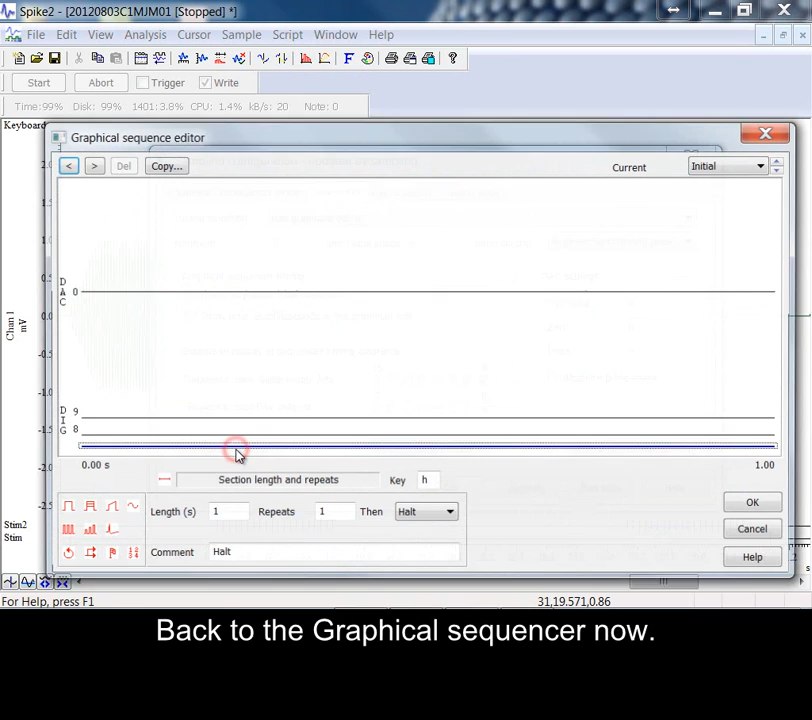 Spike2 - [20120803C1MJM01 [Stopped] *]
File Edit View Analysis Cursor Sample Script Window Help
Start Abort Trigger Write
Time:99% Disk: 99% 1401:3.8% CPU: 1.4% kB/s: 20 Note: 0
Keyboard
Graphical sequence editor
< > Del Copy... Current Initial
DAC 0
Chan 1
mV
DIG 9
8
0.00 s 1.00
Section length and repeats Key h
Length (s) 1 Repeats 1 Then Halt
Comment Halt
OK
Cancel
Help
Stim2
Stim
For Help, press F1 31,19.571,0.86
Back to the Graphical sequencer now.